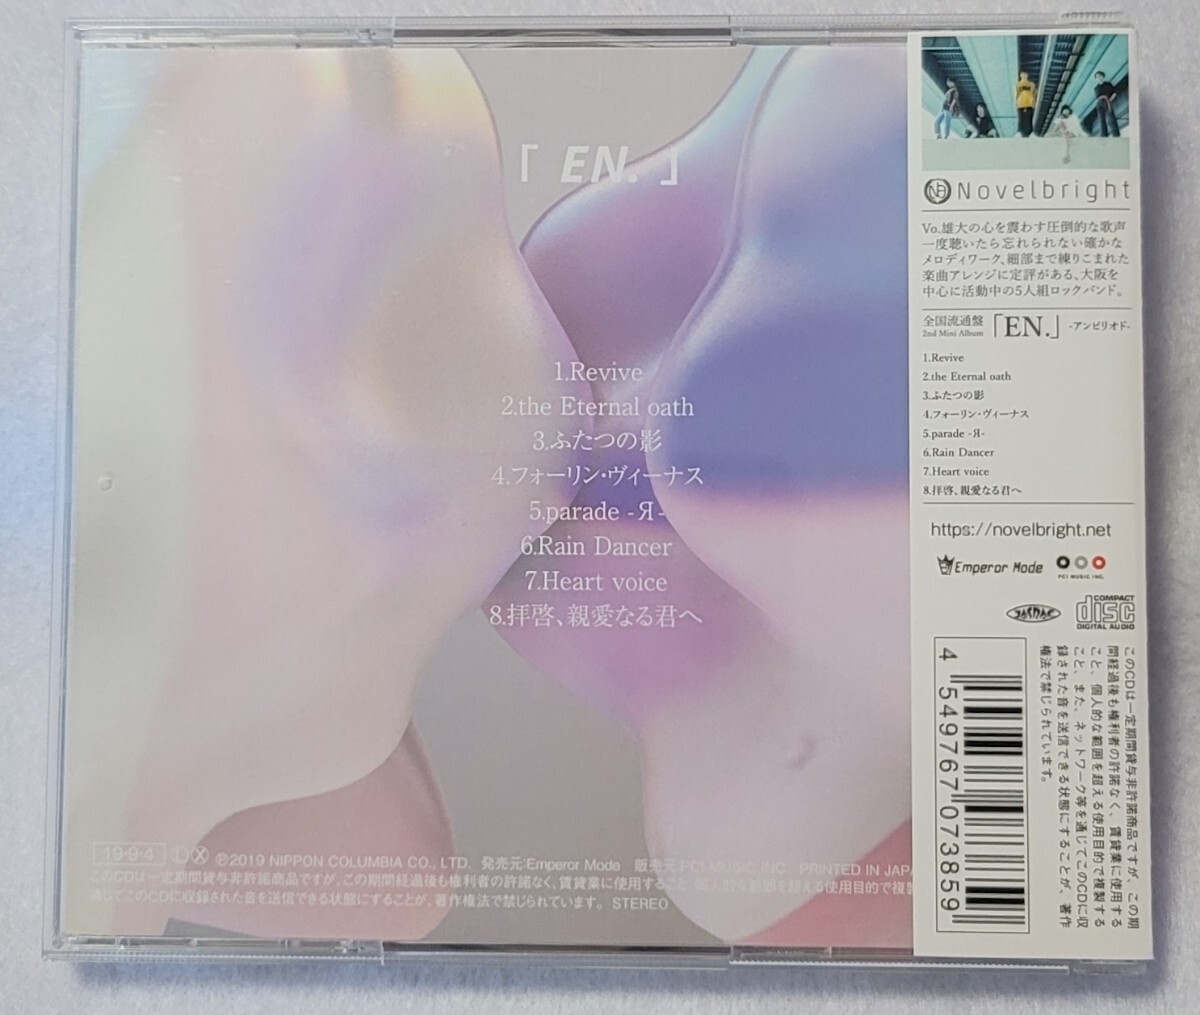 「 EN. 」
1.Revive
2.the Eternal oath
3.ふたつの影
4.フォーリン・ヴィーナス
5.parade -Я-
6.Rain Dancer
7.Heart voice
8.拝啓、親愛なる君へ
19・9・4 Ⓛ Ⓧ ℗2019 NIPPON COLUMBIA CO., LTD. 発売元:Emperor Mode 販売元:PCI MUSIC INC. PRINTED IN JAPA
このCDは一定期間貸与非許諾商品ですが、この期間経過後も権利者の許諾なく、賃貸業に使用すること、個人的な範囲を超える使用目的で複製
通じてこのCDに収録された音を送信できる状態にすることが、著作権法で禁じられています。 STEREO
NB Novelbright
Vo.雄大の心を震わす圧倒的な歌声
一度聴いたら忘れられない確かな
メロディワーク、細部まで練りこまれた
楽曲アレンジに定評がある、大阪を
中心に活動中の5人組ロックバンド。
全国流通盤
2nd Mini Album 「EN.」 -アンピリオド-
1.Revive
2.the Eternal oath
3.ふたつの影
4.フォーリン・ヴィーナス
5.parade -Я-
6.Rain Dancer
7.Heart voice
8.拝啓、親愛なる君へ
https://novelbright.net
Emperor Mode PCI MUSIC INC.
JASRAC COMPACT disc DIGITAL AUDIO
このCDは一定期間貸与非許諾商品ですが、この期
間経過後も権利者の許諾なく、賃貸業に使用する
こと、個人的な範囲を超える使用目的で複製する
こと、また、ネットワーク等を通じてこのCDに収
録された音を送信できる状態にすることが、著作
権法で禁じられています。
4 549767 073859